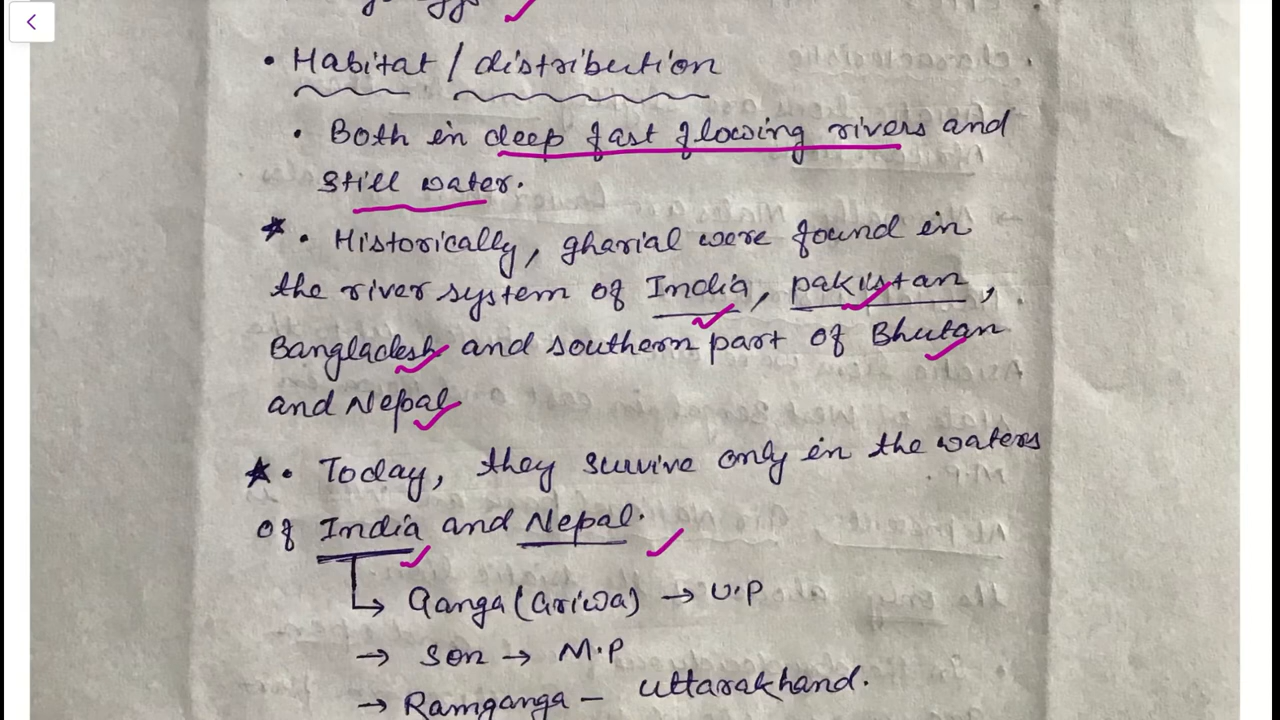 • Habitat / distribution
• Both in deep fast flowing rivers and
still water.
* • Historically, gharial were found in
the river system of India, pakistan,
Bangladesh and southern part of Bhutan
and Nepal
* • Today, they survive only in the waters
of India and Nepal.
↳ Ganga (Griwa) → U.P
→ Son → M.P
→ Ramganga – Uttarakhand.